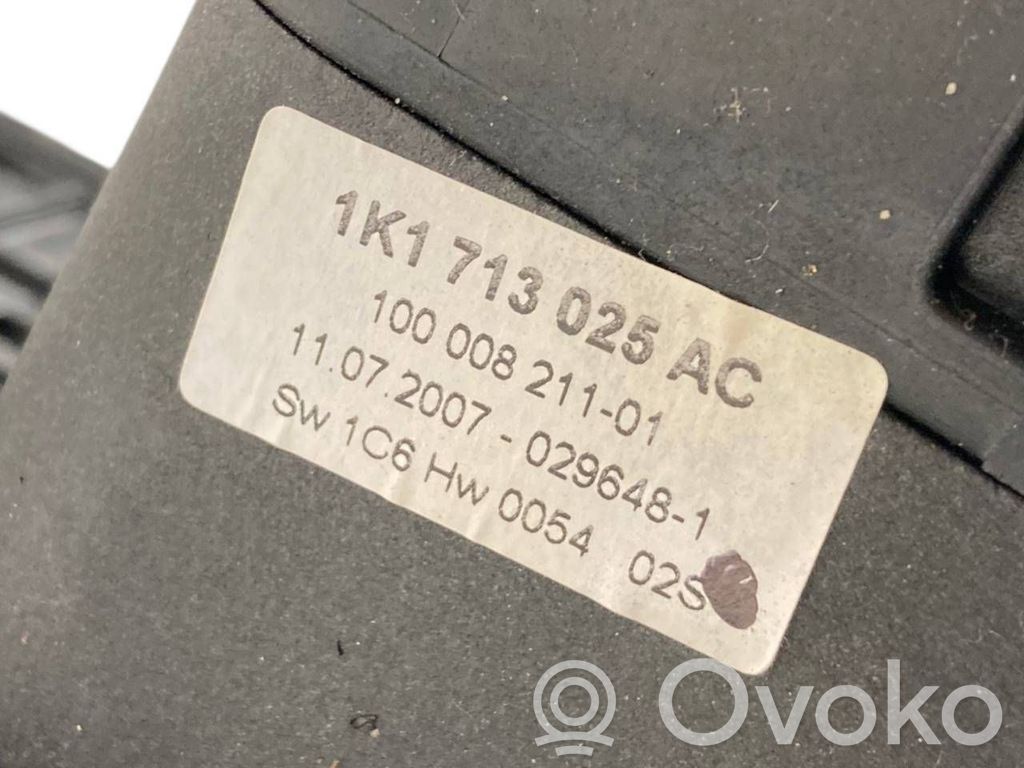 1K1 713 025 AC
100 008 211-01
11.07.2007 - 029648-1
Sw 1C6 Hw 0054 02S
© Ovoko